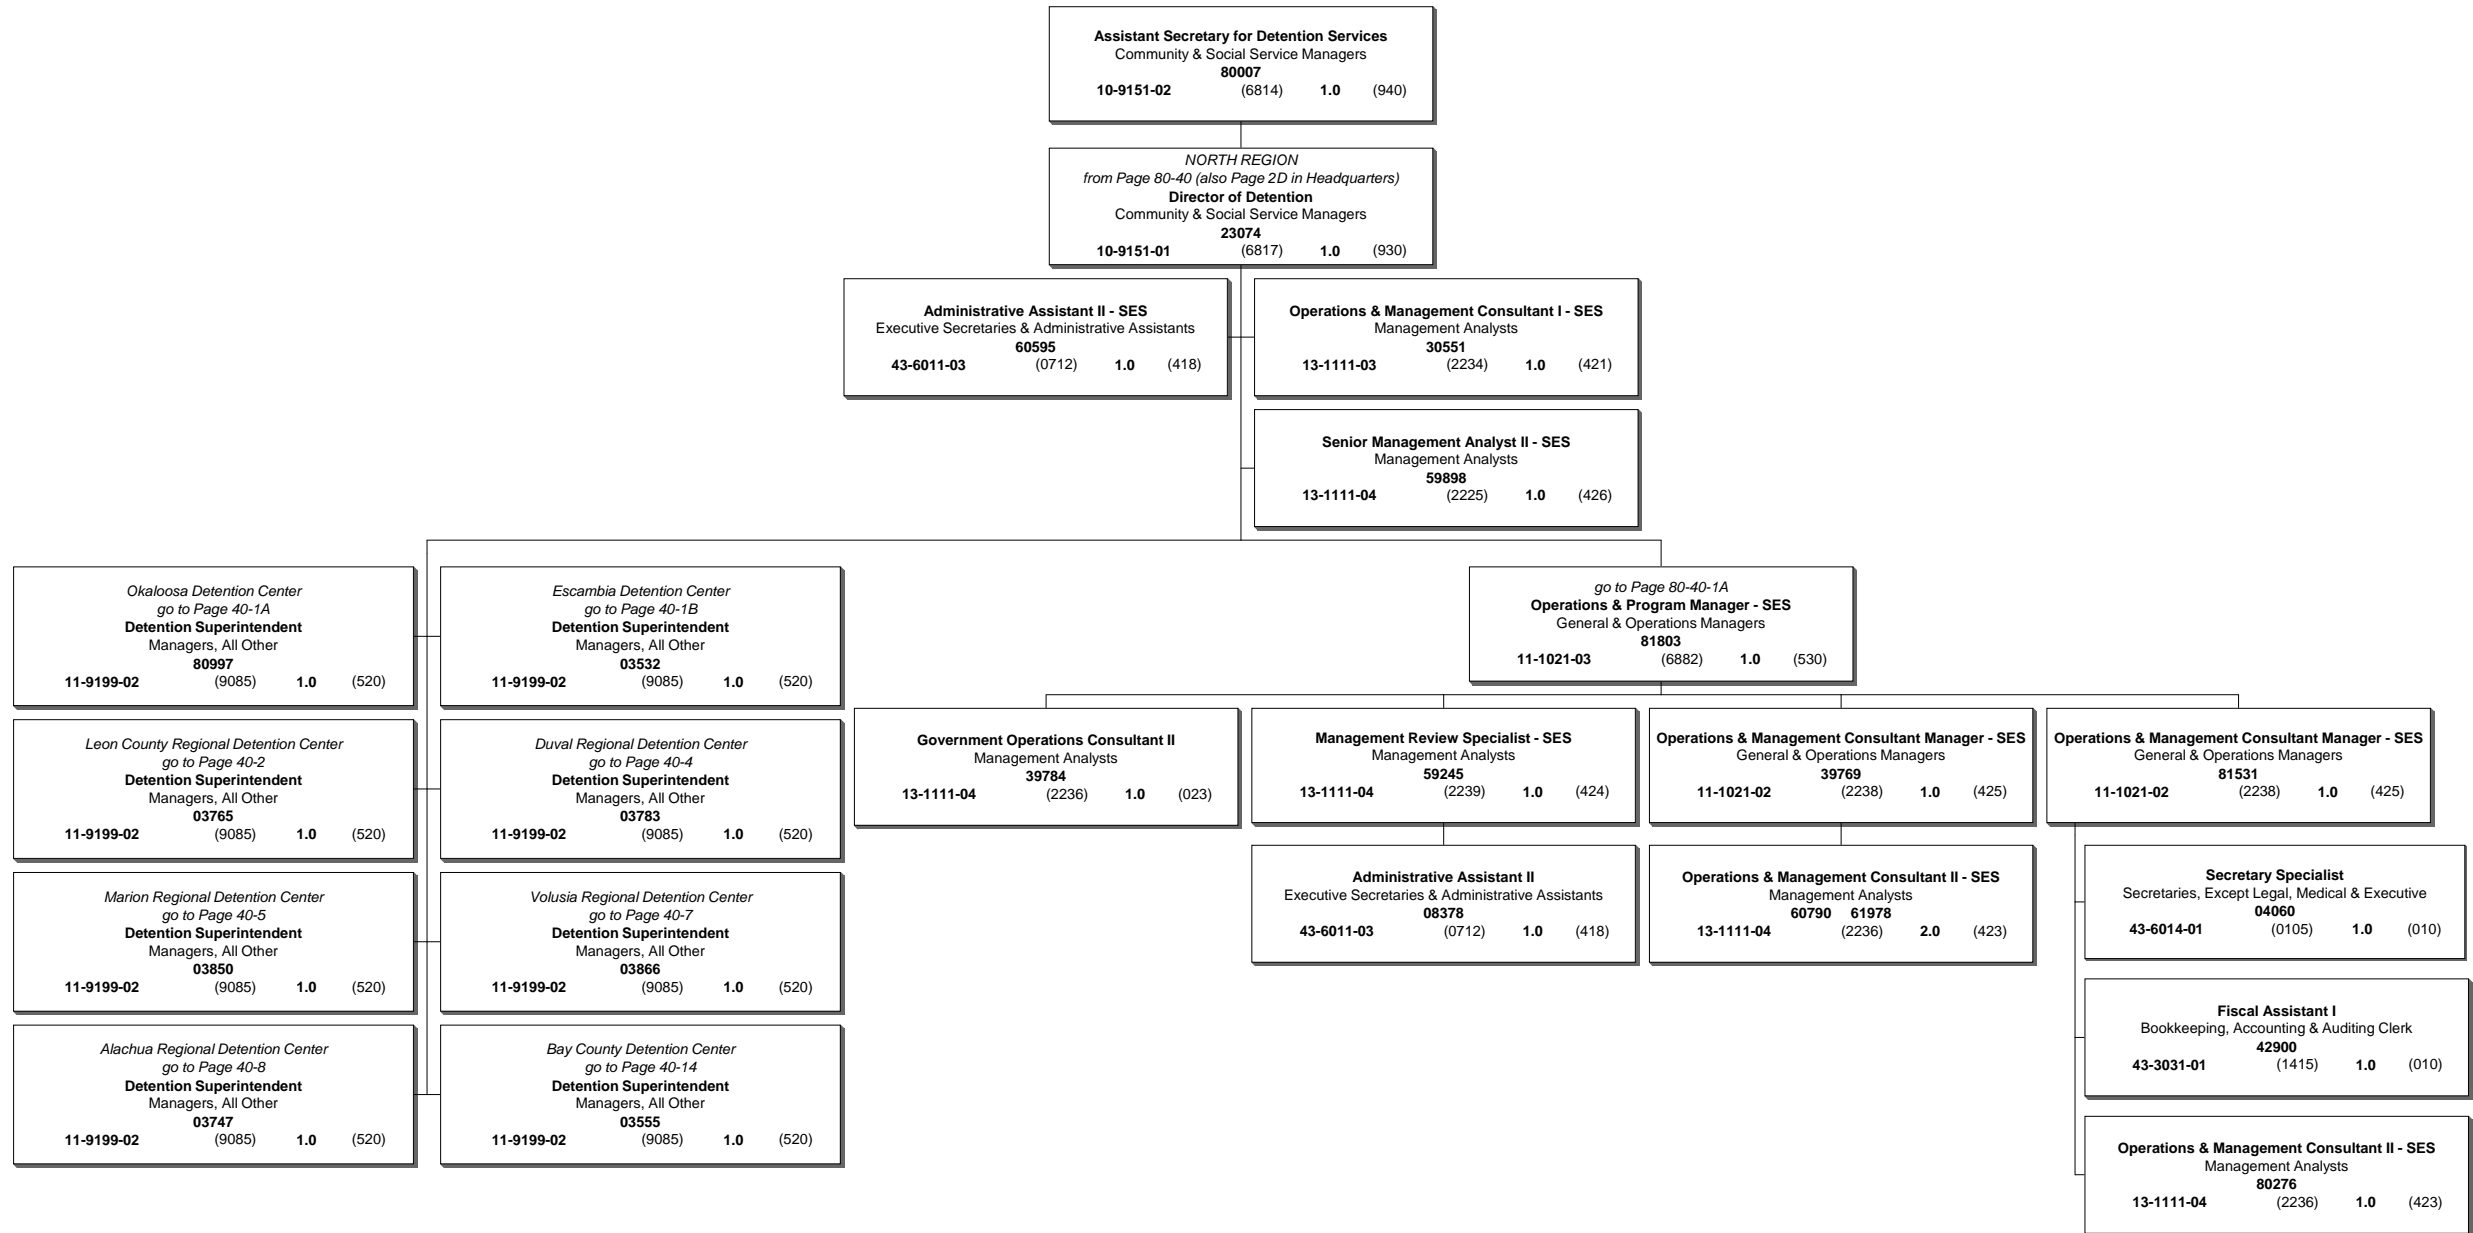 Assistant Secretary for Detention Services
Community & Social Service Managers
80007
10-9151-02 (6814) 1.0 (940)
NORTH REGION
from Page 80-40 (also Page 2D in Headquarters)
Director of Detention
Community & Social Service Managers
23074
10-9151-01 (6817) 1.0 (930)
Administrative Assistant II - SES
Executive Secretaries & Administrative Assistants
60595
43-6011-03 (0712) 1.0 (418)
Operations & Management Consultant I - SES
Management Analysts
30551
13-1111-03 (2234) 1.0 (421)
Senior Management Analyst II - SES
Management Analysts
59898
13-1111-04 (2225) 1.0 (426)
Okaloosa Detention Center
go to Page 40-1A
Detention Superintendent
Managers, All Other
80997
11-9199-02 (9085) 1.0 (520)
Escambia Detention Center
go to Page 40-1B
Detention Superintendent
Managers, All Other
03532
11-9199-02 (9085) 1.0 (520)
Leon County Regional Detention Center
go to Page 40-2
Detention Superintendent
Managers, All Other
03765
11-9199-02 (9085) 1.0 (520)
Duval Regional Detention Center
go to Page 40-4
Detention Superintendent
Managers, All Other
03783
11-9199-02 (9085) 1.0 (520)
Marion Regional Detention Center
go to Page 40-5
Detention Superintendent
Managers, All Other
03850
11-9199-02 (9085) 1.0 (520)
Volusia Regional Detention Center
go to Page 40-7
Detention Superintendent
Managers, All Other
03866
11-9199-02 (9085) 1.0 (520)
Alachua Regional Detention Center
go to Page 40-8
Detention Superintendent
Managers, All Other
03747
11-9199-02 (9085) 1.0 (520)
Bay County Detention Center
go to Page 40-14
Detention Superintendent
Managers, All Other
03555
11-9199-02 (9085) 1.0 (520)
go to Page 80-40-1A
Operations & Program Manager - SES
General & Operations Managers
81803
11-1021-03 (6882) 1.0 (530)
Government Operations Consultant II
Management Analysts
39784
13-1111-04 (2236) 1.0 (023)
Management Review Specialist - SES
Management Analysts
59245
13-1111-04 (2239) 1.0 (424)
Operations & Management Consultant Manager - SES
General & Operations Managers
39769
11-1021-02 (2238) 1.0 (425)
Operations & Management Consultant Manager - SES
General & Operations Managers
81531
11-1021-02 (2238) 1.0 (425)
Administrative Assistant II
Executive Secretaries & Administrative Assistants
08378
43-6011-03 (0712) 1.0 (418)
Operations & Management Consultant II - SES
Management Analysts
60790 61978
13-1111-04 (2236) 2.0 (423)
Secretary Specialist
Secretaries, Except Legal, Medical & Executive
04060
43-6014-01 (0105) 1.0 (010)
Fiscal Assistant I
Bookkeeping, Accounting & Auditing Clerk
42900
43-3031-01 (1415) 1.0 (010)
Operations & Management Consultant II - SES
Management Analysts
80276
13-1111-04 (2236) 1.0 (423)